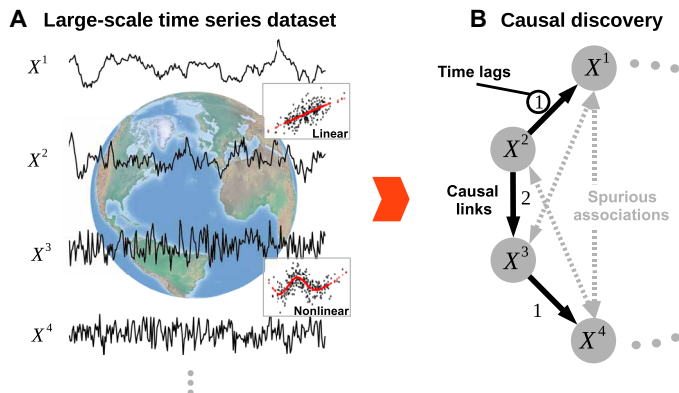 A Large-scale time series dataset
X¹
Linear
X²
X³
Nonlinear
X⁴
B Causal discovery
X¹
Time lags
1
X²
Causal
links
2
Spurious
associations
X³
1
X⁴